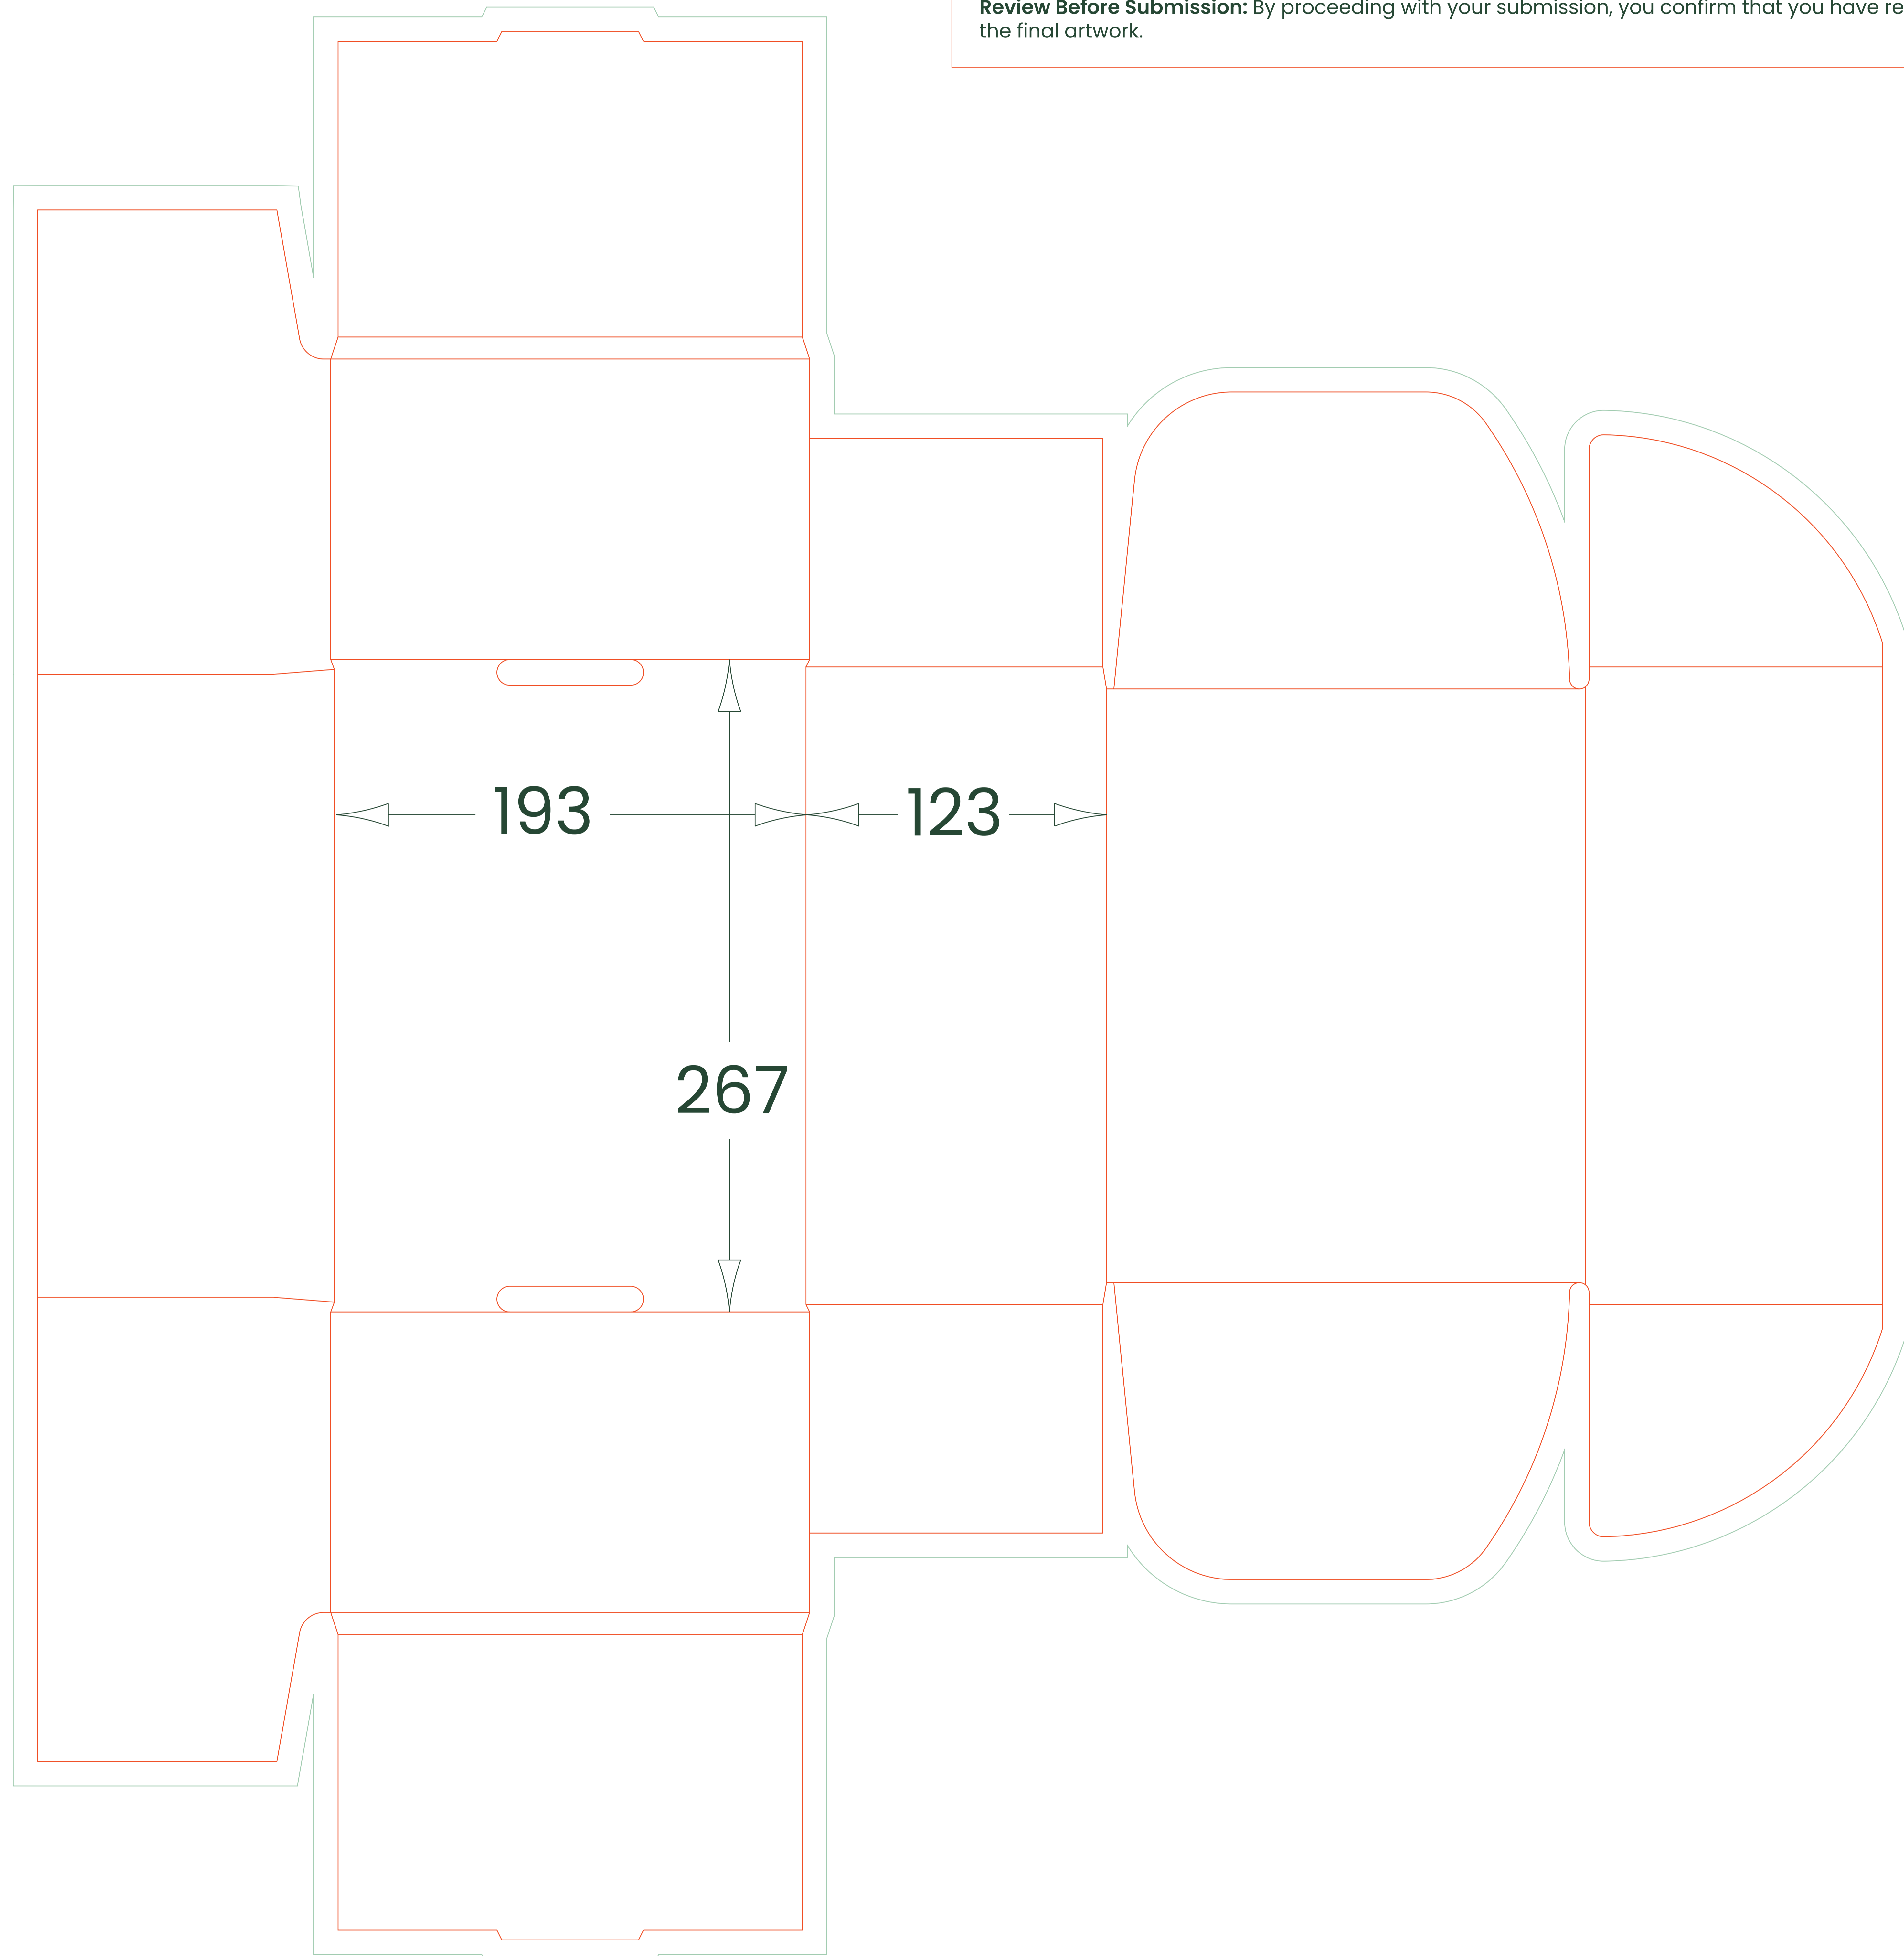 Review Before Submission: By proceeding with your submission, you confirm that you have re
the final artwork.
193
123
267